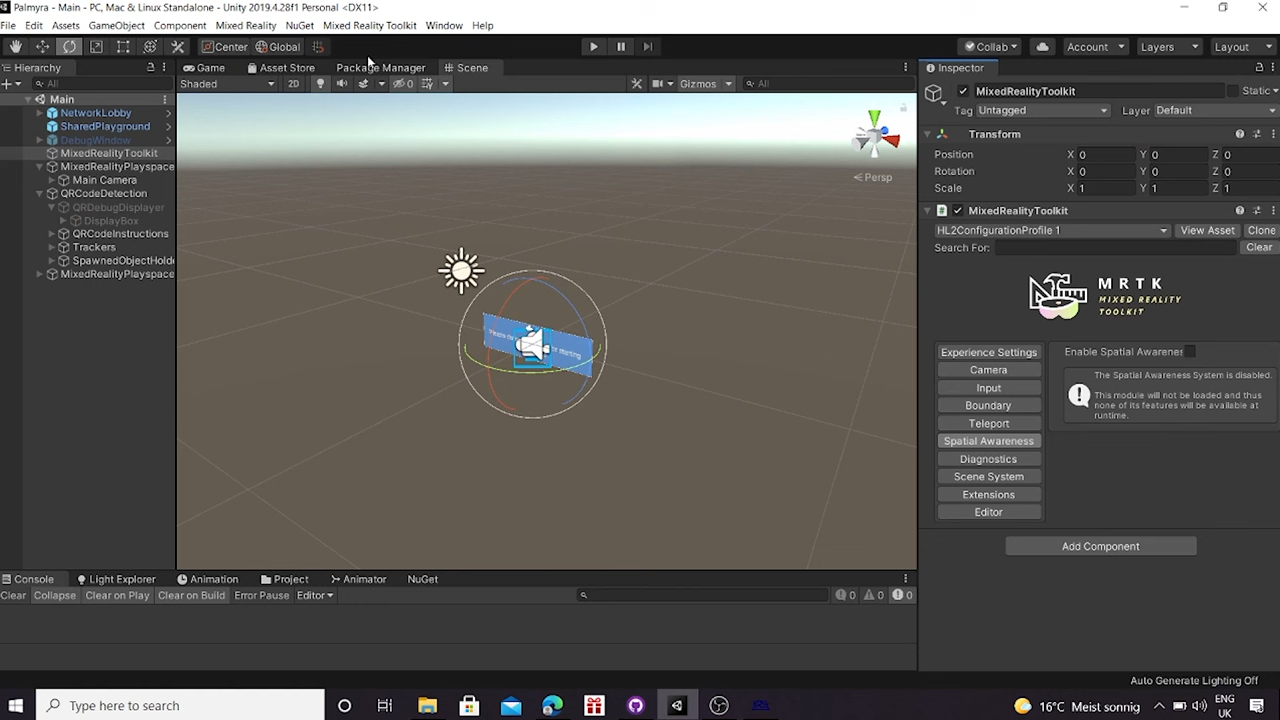 Palmyra - Main - PC, Mac & Linux Standalone - Unity 2019.4.28f1 Personal <DX11>
File Edit Assets GameObject Component Mixed Reality NuGet Mixed Reality Toolkit Window Help
Center Global Collab Account Layers Layout
Hierarchy Game Asset Store Package Manager Scene Inspector
All Shaded 2D 0 Gizmos All MixedRealityToolkit Static
Main Tag Untagged Layer Default
NetworkLobby
SharedPlayground Transform
DebugWindow
MixedRealityToolkit Position X 0 Y 0 Z 0
MixedRealityPlayspace Rotation X 0 Y 0 Z 0
Main Camera Persp Scale X 1 Y 1 Z 1
QRCodeDetection
QRDebugDisplayer MixedRealityToolkit
DisplayBox
QRCodeInstructions HL2ConfigurationProfile 1 View Asset Clone
Trackers Search For: Clear
SpawnedObjectHolde
MixedRealityPlayspace
MRTK
MIXED REALITY
TOOLKIT
starting
Experience Settings Enable Spatial Awarenes
Camera The Spatial Awareness System is disabled.
Input This module will not be loaded and thus
Boundary none of its features will be available at
Teleport runtime.
Spatial Awareness
Diagnostics
Scene System
Extensions
Editor
Add Component
Console Light Explorer Animation Project Animator NuGet
Clear Collapse Clear on Play Clear on Build Error Pause Editor 0 0 0
Auto Generate Lighting Off
Type here to search 16°C Meist sonnig ENG
UK